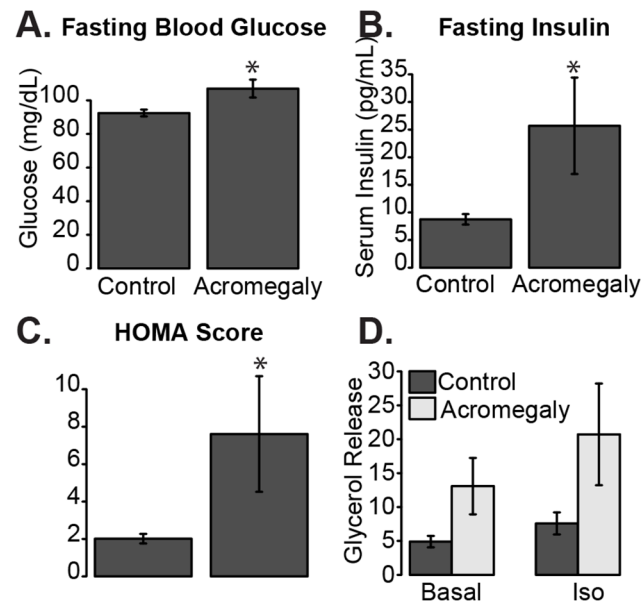 A. Fasting Blood Glucose
*
Glucose (mg/dL)
100
80
60
40
20
0
Control Acromegaly
B. Fasting Insulin
*
Serum Insulin (pg/mL)
35
30
25
20
15
10
5
0
Control Acromegaly
C. HOMA Score
*
10
8
6
4
2
0
D.
Control
Acromegaly
Glycerol Release
30
25
20
15
10
5
0
Basal Iso